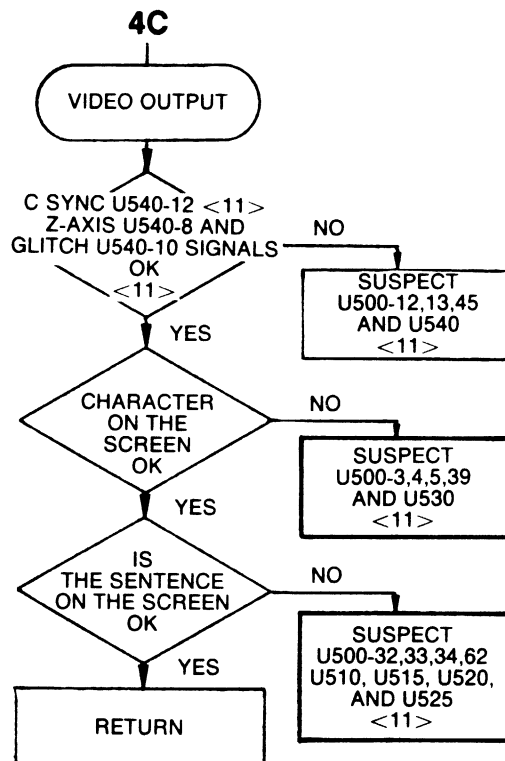 4C
VIDEO OUTPUT
C SYNC U540-12 <11>
Z-AXIS U540-8 AND
GLITCH U540-10 SIGNALS
OK
<11>
NO
SUSPECT
U500-12,13,45
AND U540
<11>
YES
CHARACTER
ON THE
SCREEN
OK
NO
SUSPECT
U500-3,4,5,39
AND U530
<11>
YES
IS
THE SENTENCE
ON THE SCREEN
OK
NO
SUSPECT
U500-32,33,34,62
U510, U515, U520,
AND U525
<11>
YES
RETURN